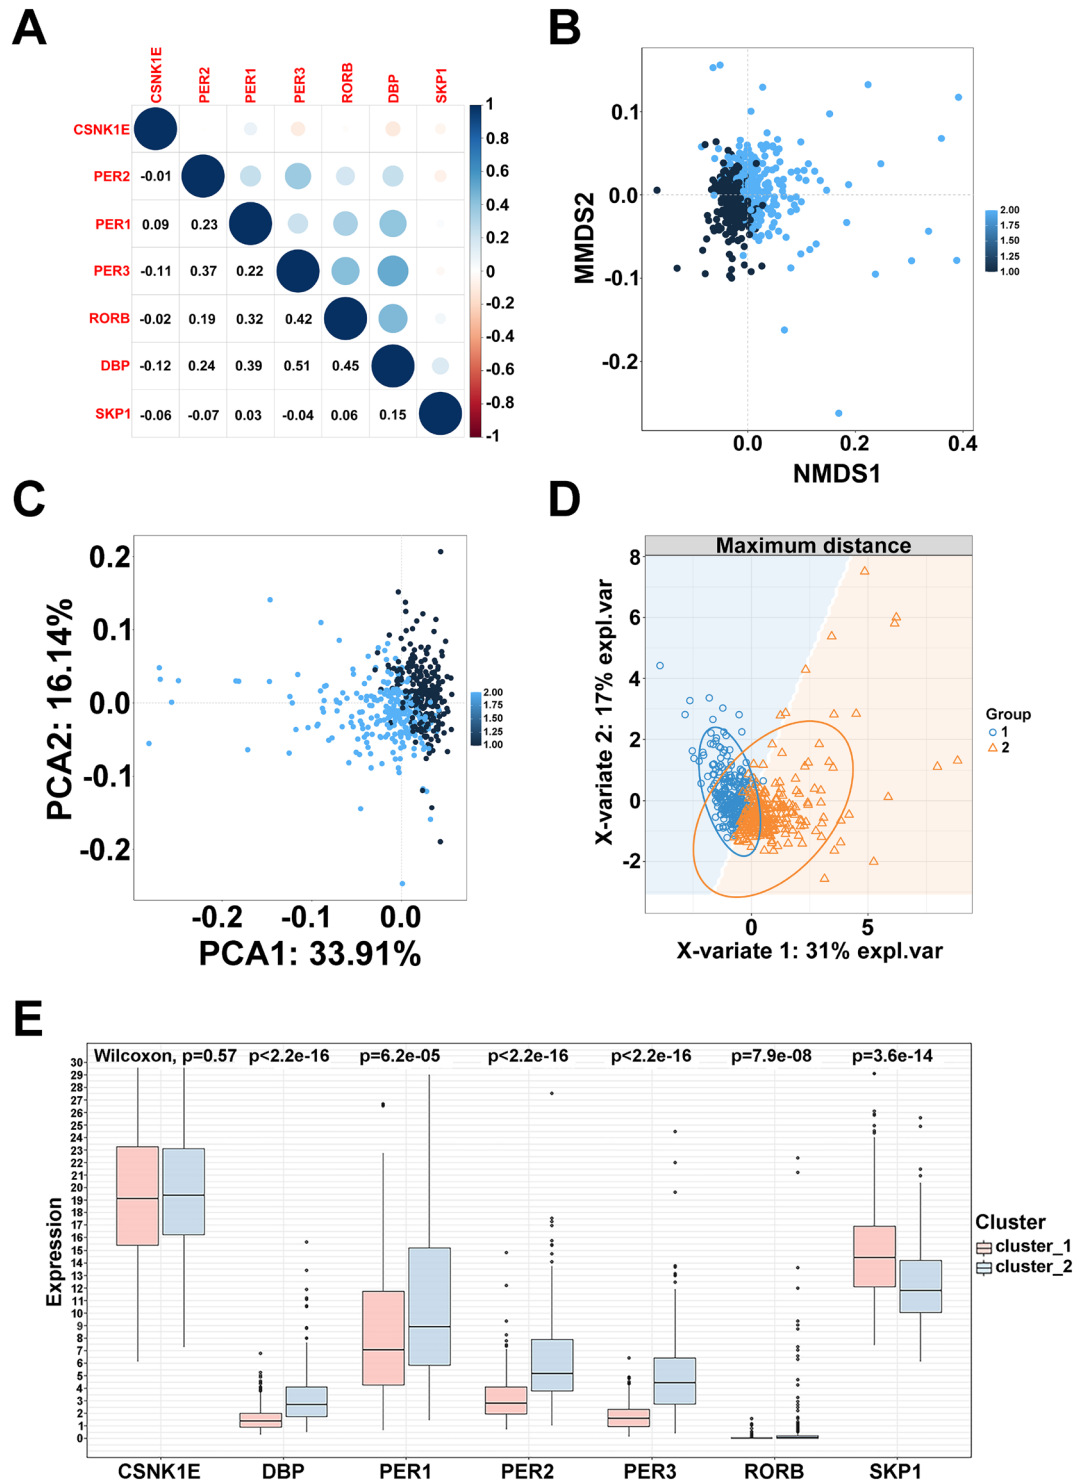 A
CSNK1E
PER2
PER1
PER3
RORB
DBP
SKP1
CSNK1E
PER2 -0.01
PER1 0.09 0.23
PER3 -0.11 0.37 0.22
RORB -0.02 0.19 0.32 0.42
DBP -0.12 0.24 0.39 0.51 0.45
SKP1 -0.06 -0.07 0.03 -0.04 0.06 0.15
1
0.8
0.6
0.4
0.2
0
-0.2
-0.4
-0.6
-0.8
-1
B
MMDS2
0.1
0.0
-0.1
-0.2
0.0 0.2 0.4
NMDS1
2.00
1.75
1.50
1.25
1.00
C
PCA2: 16.14%
0.2
0.1
0.0
-0.1
-0.2
-0.2 -0.1 0.0
PCA1: 33.91%
2.00
1.75
1.50
1.25
1.00
D
Maximum distance
X-variate 2: 17% expl.var
8
6
4
2
0
-2
0 5
X-variate 1: 31% expl.var
Group
1
2
E
Wilcoxon, p=0.57 p<2.2e-16 p=6.2e-05 p<2.2e-16 p<2.2e-16 p=7.9e-08 p=3.6e-14
Expression
30
29
28
27
26
25
24
23
22
21
20
19
18
17
16
15
14
13
12
11
10
9
8
7
6
5
4
3
2
1
0
CSNK1E DBP PER1 PER2 PER3 RORB SKP1
Cluster
cluster_1
cluster_2